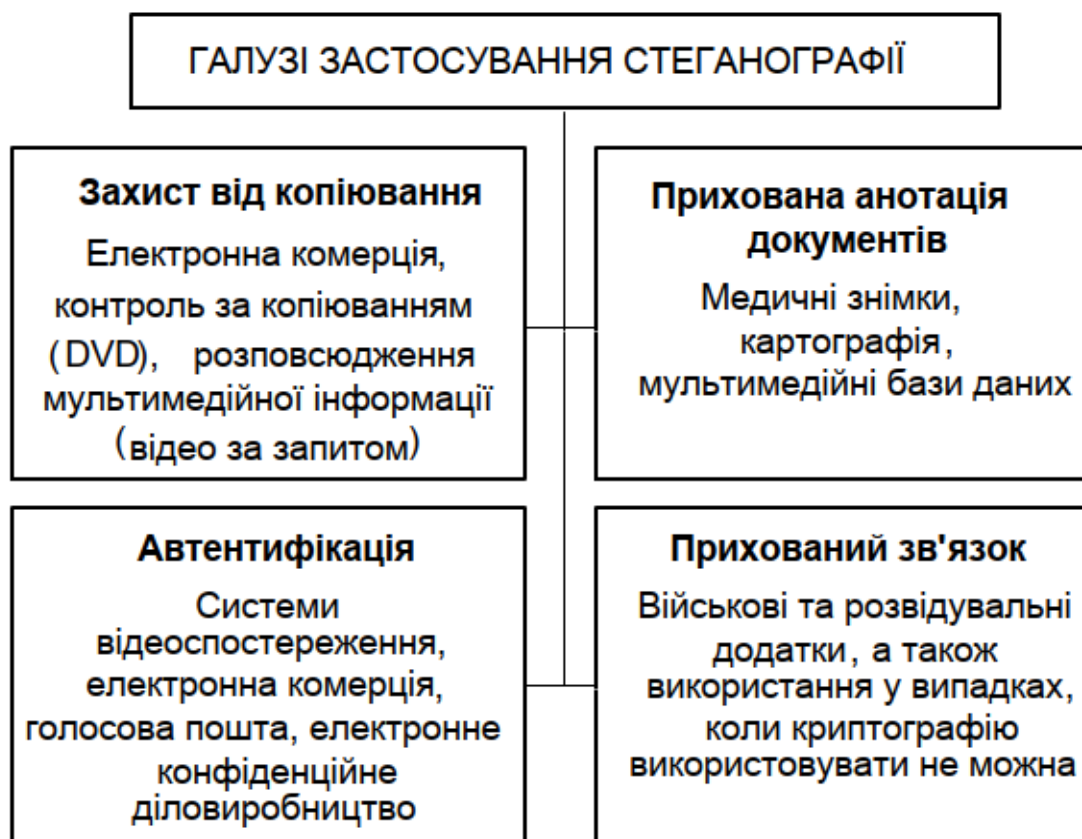 ГАЛУЗІ ЗАСТОСУВАННЯ СТЕГАНОГРАФІЇ
Захист від копіювання
Електронна комерція,
контроль за копіюванням
(DVD), розповсюдження
мультимедійної інформації
(відео за запитом)
Прихована анотація
документів
Медичні знімки,
картографія,
мультимедійні бази даних
Автентифікація
Системи
відеоспостереження,
електронна комерція,
голосова пошта, електронне
конфіденційне
діловиробництво
Прихований зв'язок
Військові та розвідувальні
додатки, а також
використання у випадках,
коли криптографію
використовувати не можна